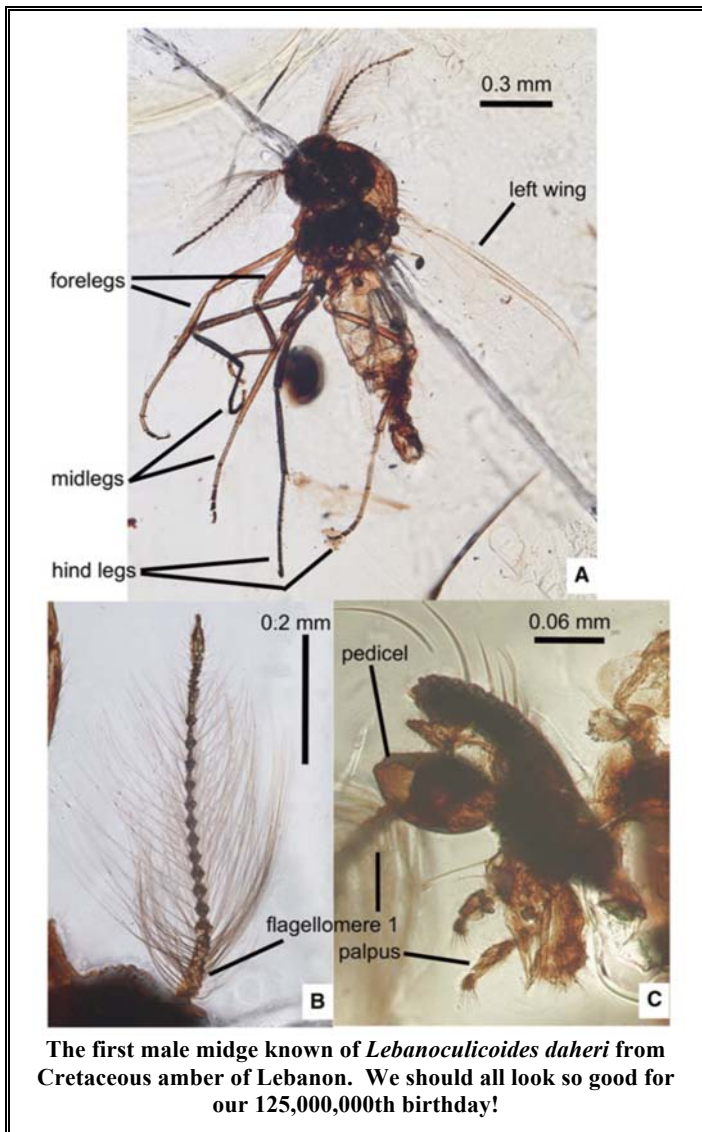 0.3 mm
left wing
forelegs
midlegs
hind legs
A
0.2 mm
flagellomere 1
palpus
B
pedicel
0.06 mm
C
The first male midge known of Lebanoculicoides daheri from
Cretaceous amber of Lebanon. We should all look so good for
our 125,000,000th birthday!